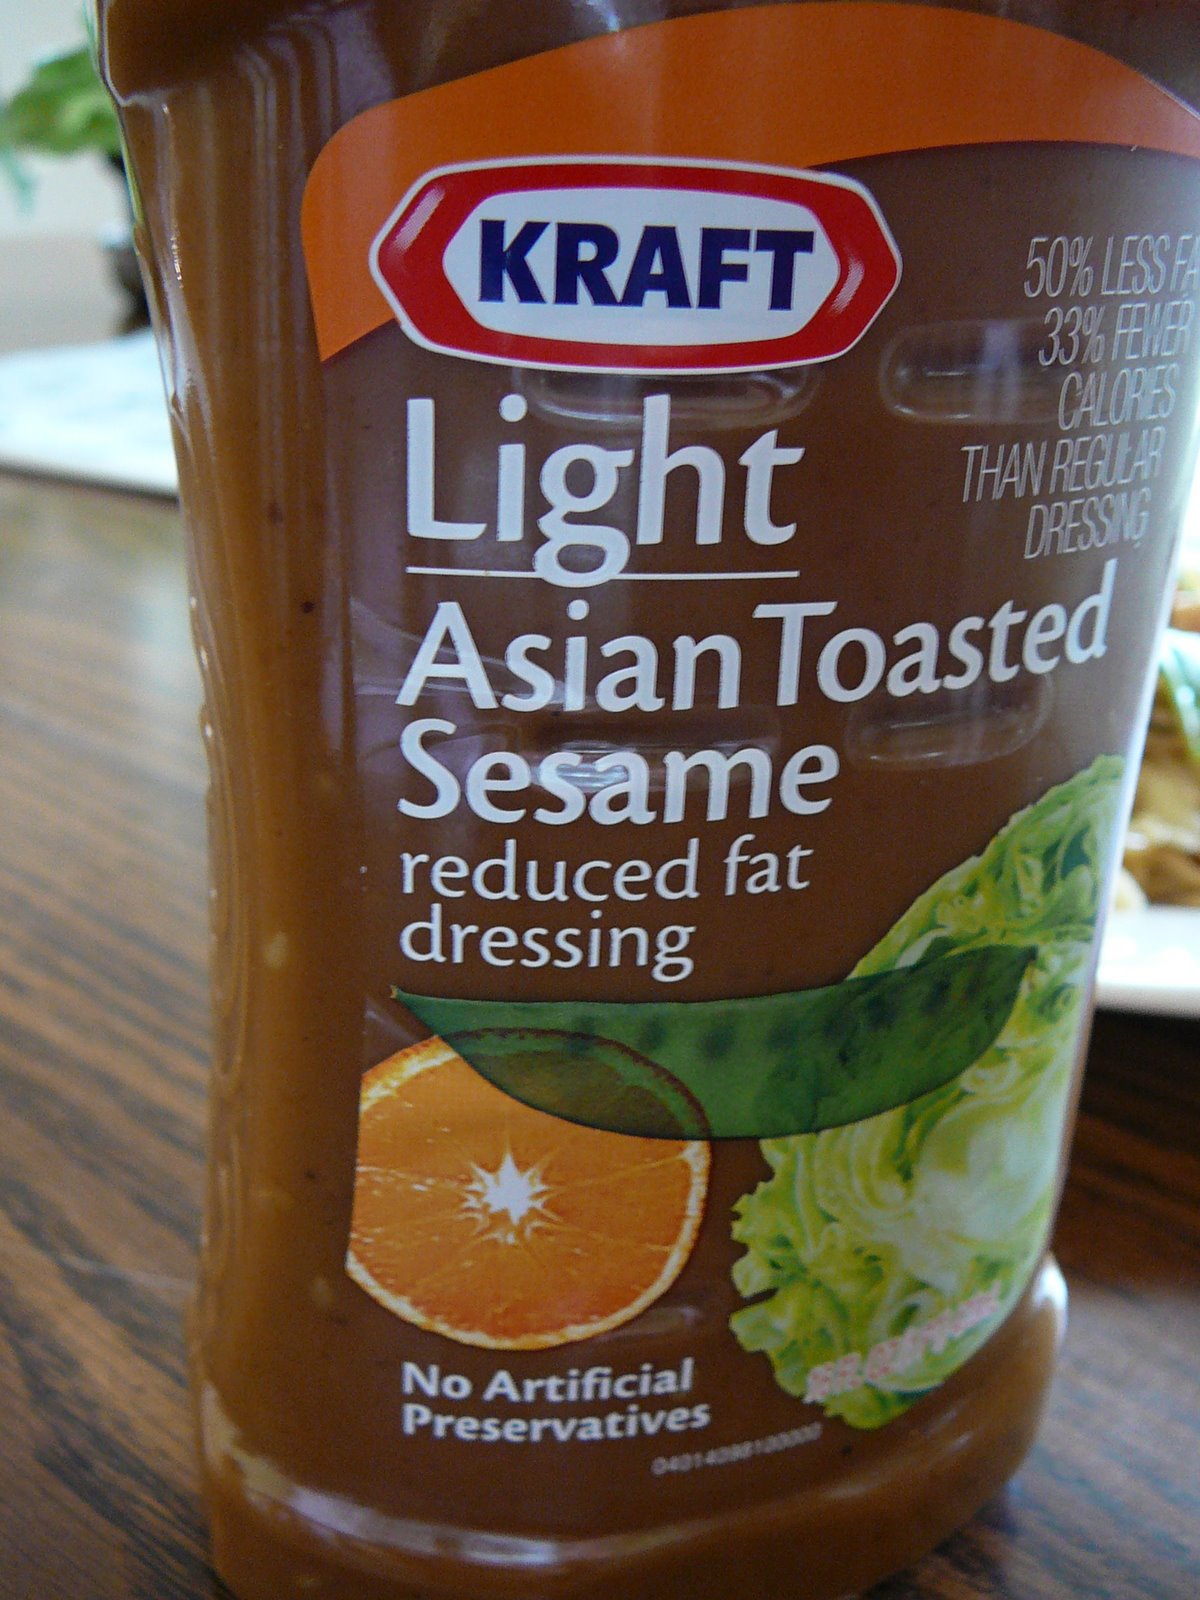 KRAFT
50% LESS FA
33% FEWER
CALORIES
THAN REGULAR
DRESSING
Light
Asian Toasted
Sesame
reduced fat
dressing
No Artificial
Preservatives